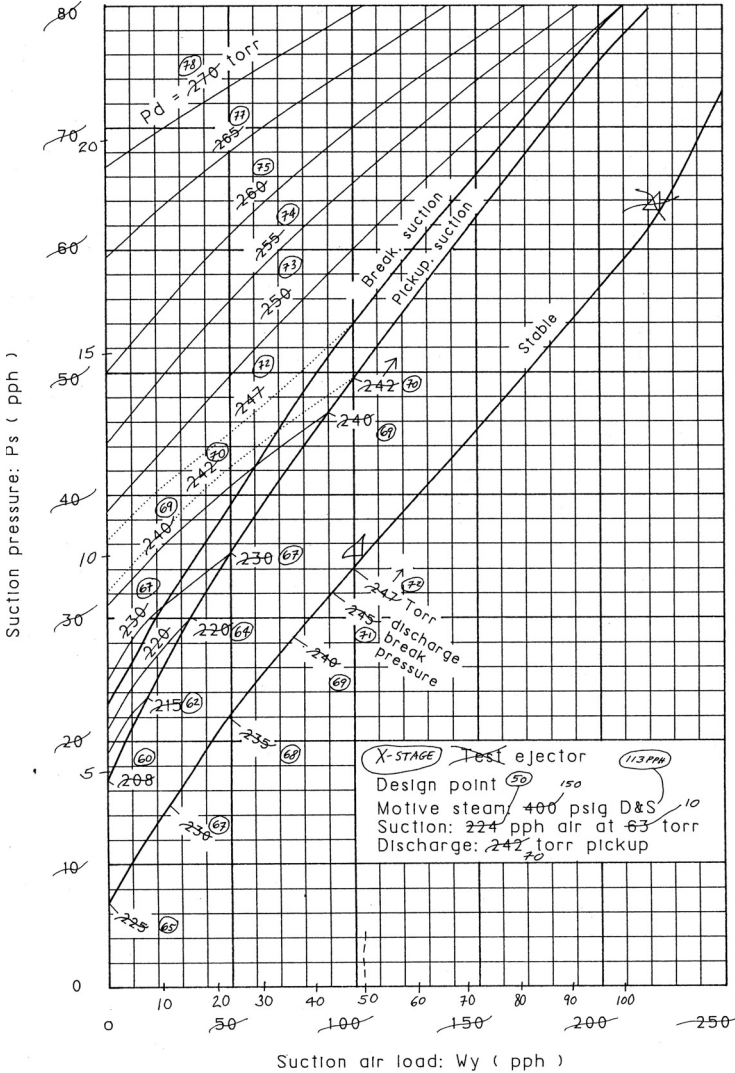 80
Pd = 270 torr
78
77
265
70
20
75
260
74
255
73
250
60
Break. suction
Pickup. suction
Stable
15
50
72
247
242 70
240
69
70
242
40
69
240
10
230 67
67
30
230
220
220 64
247 Torr
72
245 discharge
71 break
pressure
240
69
215 62
20
235
68
60
5
208
230 67
10
225 65
X-STAGE Test ejector
113 PPH
Design point 50
150
Motive steam: 400 psig D&S
10
Suction: 224 pph air at 63 torr
Discharge: 242 torr pickup
70
0
0 10 20 30 40 50 60 70 80 90 100
50 100 150 200 250
Suction pressure: Ps ( pph )
Suction air load: Wy ( pph )